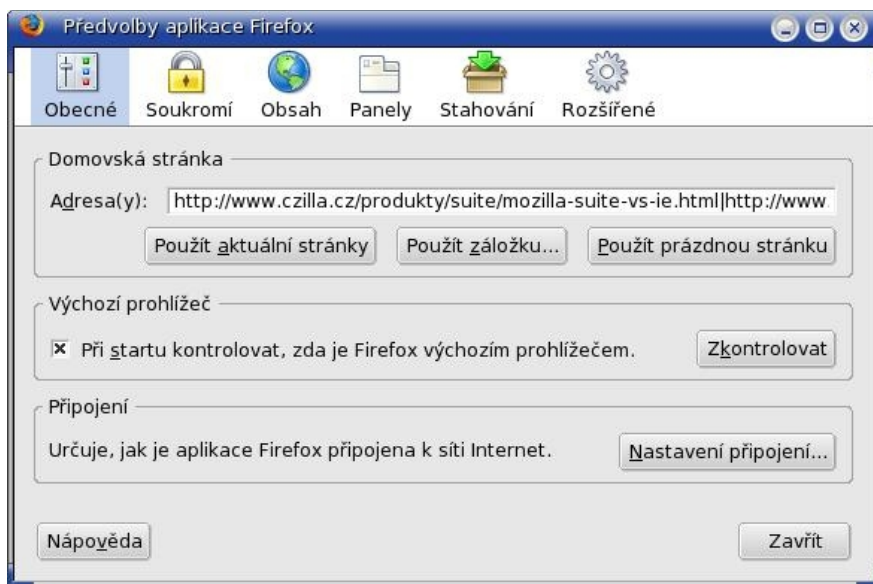 Předvolby aplikace Firefox
Obecné Soukromí Obsah Panely Stahování Rozšířené
Domovská stránka
Adresa(y): http://www.czilla.cz/produkty/suite/mozilla-suite-vs-ie.html|http://www.
Použít aktuální stránky Použít záložku... Použít prázdnou stránku
Výchozí prohlížeč
Při startu kontrolovat, zda je Firefox výchozím prohlížečem. Zkontrolovat
Připojení
Určuje, jak je aplikace Firefox připojena k síti Internet. Nastavení připojení...
Nápověda Zavřít